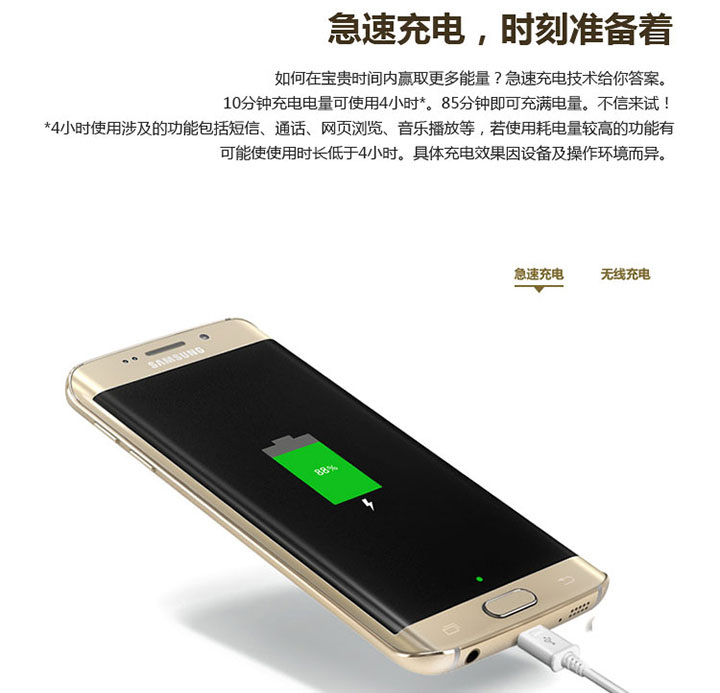 急速充电，时刻准备着
如何在宝贵时间内赢取更多能量？急速充电技术给你答案。
10分钟充电电量可使用4小时*。85分钟即可充满电量。不信来试！
*4小时使用涉及的功能包括短信、通话、网页浏览、音乐播放等，若使用耗电量较高的功能有
可能使使用时长低于4小时。具体充电效果因设备及操作环境而异。
急速充电 无线充电
SAMSUNG
88%